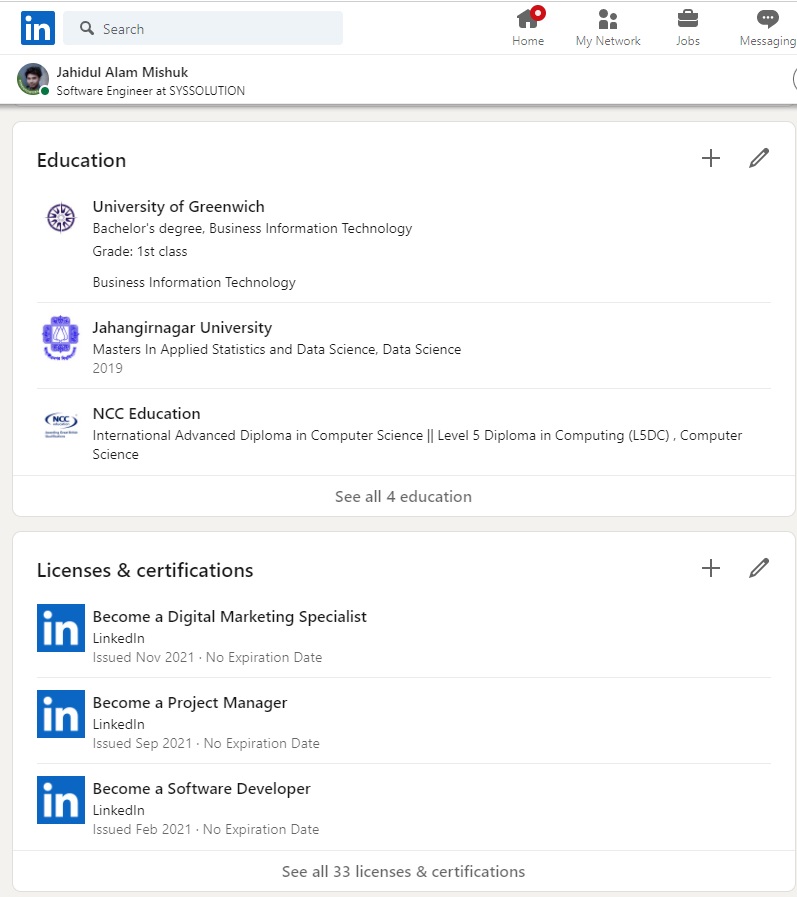 in
Search
Home
My Network
Jobs
Messaging
Jahidul Alam Mishuk
Software Engineer at SYSSOLUTION
Education
University of Greenwich
Bachelor's degree, Business Information Technology
Grade: 1st class
Business Information Technology
Jahangirnagar University
Masters In Applied Statistics and Data Science, Data Science
2019
NCC
NCC Education
International Advanced Diploma in Computer Science || Level 5 Diploma in Computing (L5DC) , Computer
Science
See all 4 education
Licenses & certifications
in
Become a Digital Marketing Specialist
LinkedIn
Issued Nov 2021 · No Expiration Date
in
Become a Project Manager
LinkedIn
Issued Sep 2021 · No Expiration Date
in
Become a Software Developer
LinkedIn
Issued Feb 2021 · No Expiration Date
See all 33 licenses & certifications